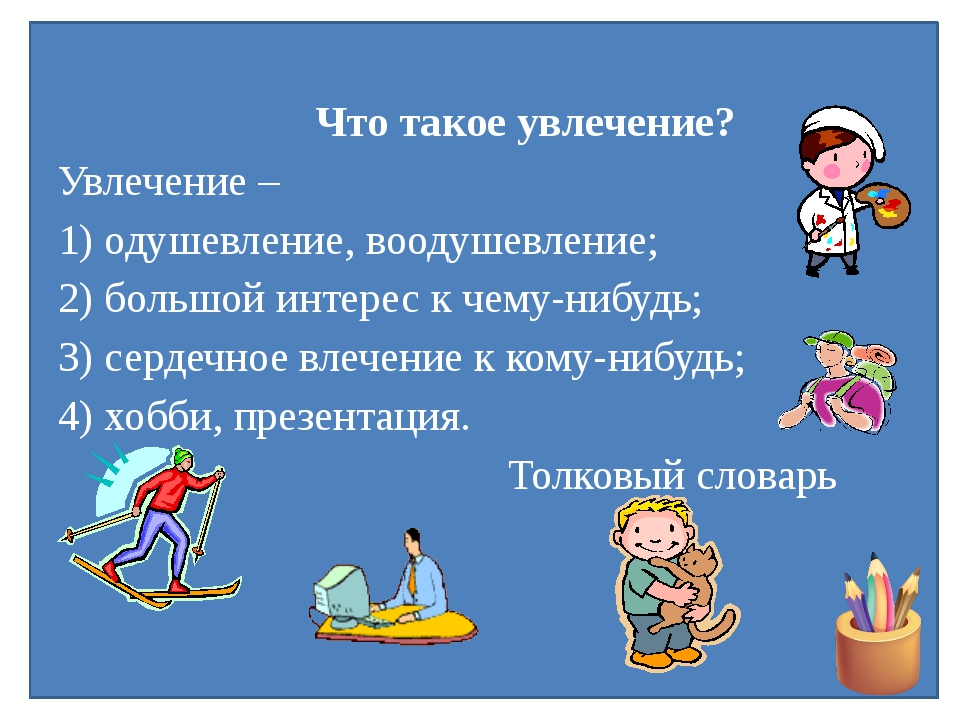 Что такое увлечение?
Увлечение –
1) одушевление, воодушевление;
2) большой интерес к чему-нибудь;
3) сердечное влечение к кому-нибудь;
4) хобби, презентация.
Толковый словарь